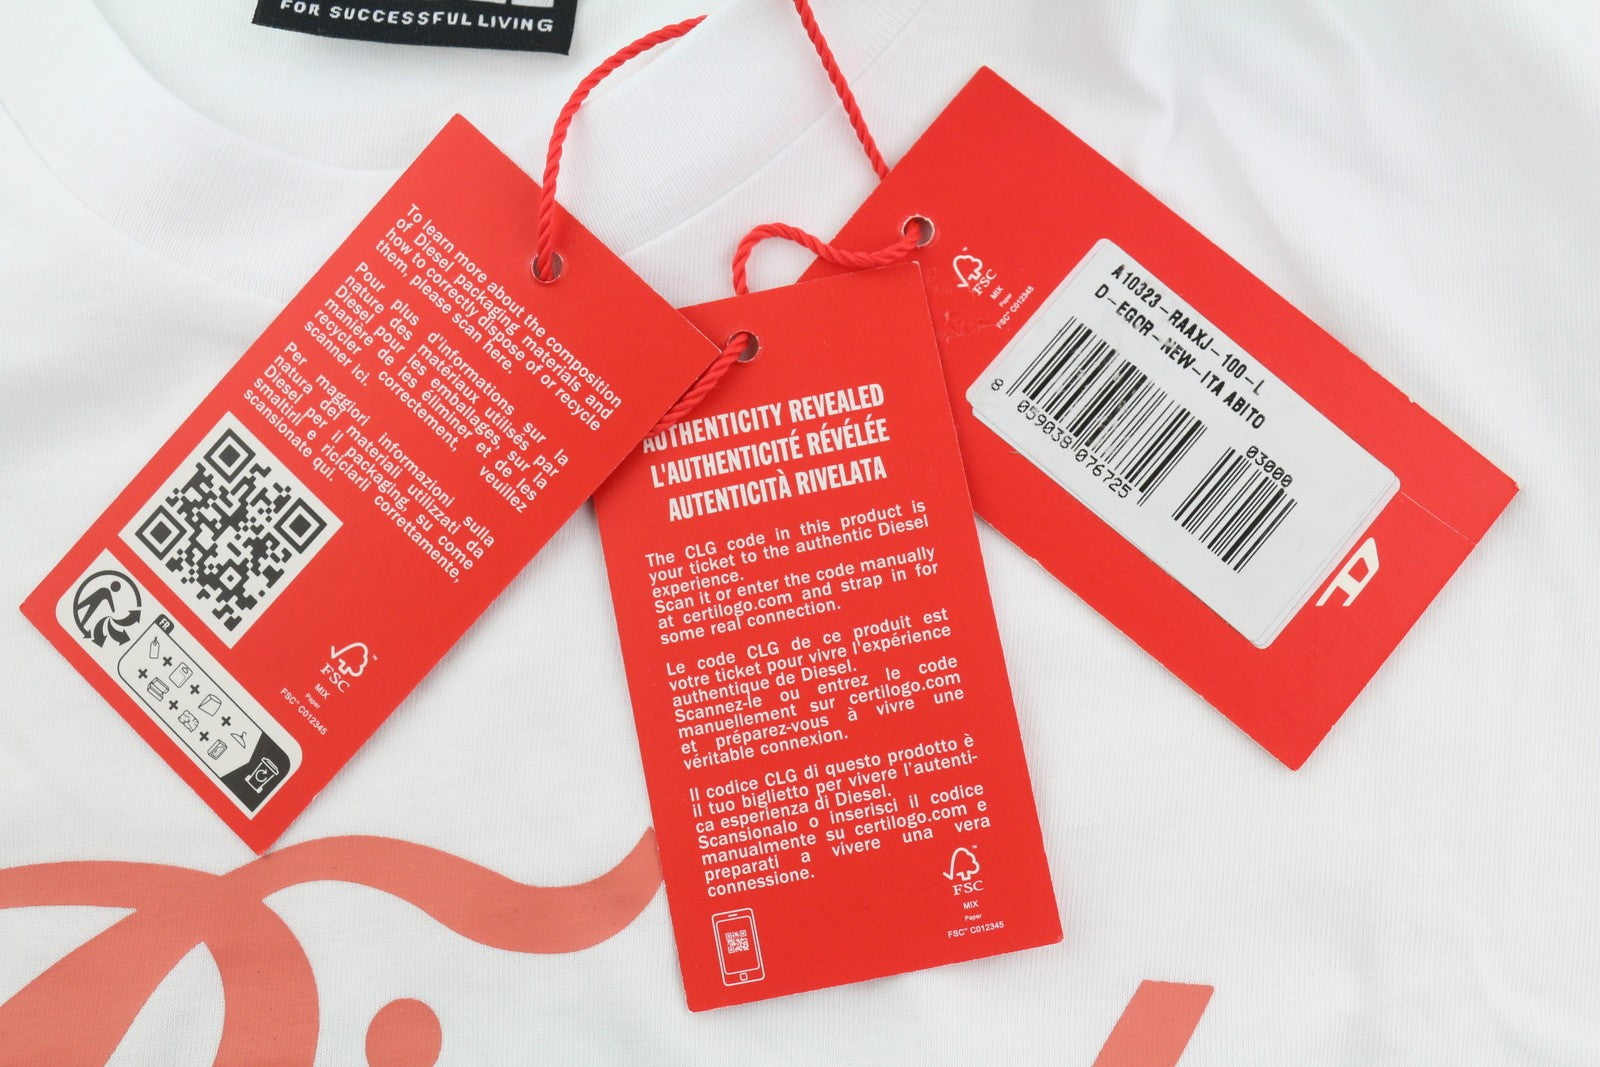 FOR SUCCESSFUL LIVING
To learn more about the composition
of Diesel packaging materials and
how to correctly dispose of or recycle
them, please scan here.
Pour plus d'informations sur la
nature des matériaux utilisés par
Diesel pour les emballages, sur la
manière de les éliminer et de les
recycler correctement, veuillez
scanner ici.
Per maggiori informazioni sulla
natura dei materiali utilizzati da
Diesel per il packaging, su come
smaltirli e riciclarli correttamente,
scansionate qui.
FR
FSC
MIX
Paper
FSC™ C012345
AUTHENTICITY REVEALED
L'AUTHENTICITÉ RÉVÉLÉE
AUTENTICITÀ RIVELATA
The CLG code in this product is
your ticket to the authentic Diesel
experience.
Scan it or enter the code manually
at certilogo.com and strap in for
some real connection.
Le code CLG de ce produit est
votre ticket pour vivre l'expérience
authentique de Diesel.
Scannez-le ou entrez le code
manuellement sur certilogo.com
et préparez-vous à vivre une
véritable connexion.
Il codice CLG di questo prodotto è
il tuo biglietto per vivere l'autenti-
ca esperienza di Diesel.
Scansionalo o inserisci il codice
manualmente su certilogo.com e
preparati a vivere una vera
connessione.
FSC
MIX
Paper
FSC™ C012345
FSC
MIX
Paper
FSC™ C012345
A10323-RAAXJ-100-L
D-EGOR-NEW-ITA ABITO
8 059038 076725
03000
D